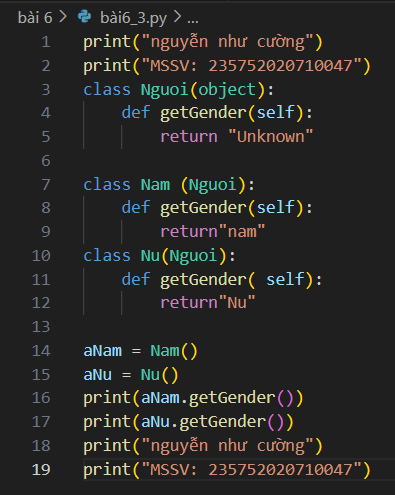 bài 6 > bài6_3.py > ...
1 print("nguyễn như cường")
2 print("MSSV: 235752020710047")
3 class Nguoi(object):
4     def getGender(self):
5         return "Unknown"
6
7 class Nam (Nguoi):
8     def getGender(self):
9         return"nam"
10 class Nu(Nguoi):
11     def getGender( self):
12         return"Nu"
13
14 aNam = Nam()
15 aNu = Nu()
16 print(aNam.getGender())
17 print(aNu.getGender())
18 print("nguyễn như cường")
19 print("MSSV: 235752020710047")